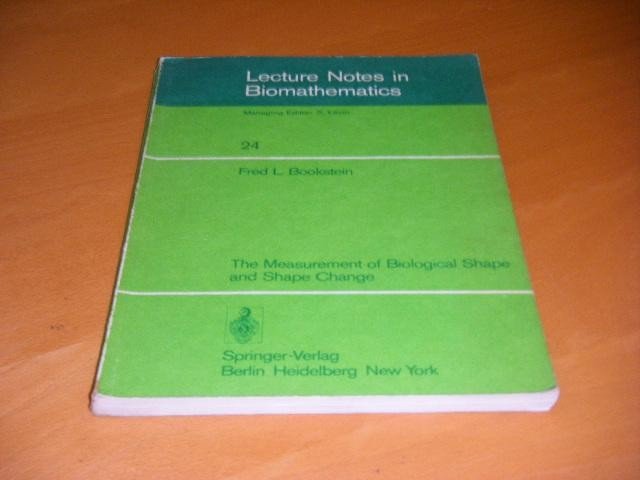 Lecture Notes in
Biomathematics
Managing Editor: S. Levin
24
Fred L. Bookstein
The Measurement of Biological Shape
and Shape Change
Springer-Verlag
Berlin Heidelberg New York